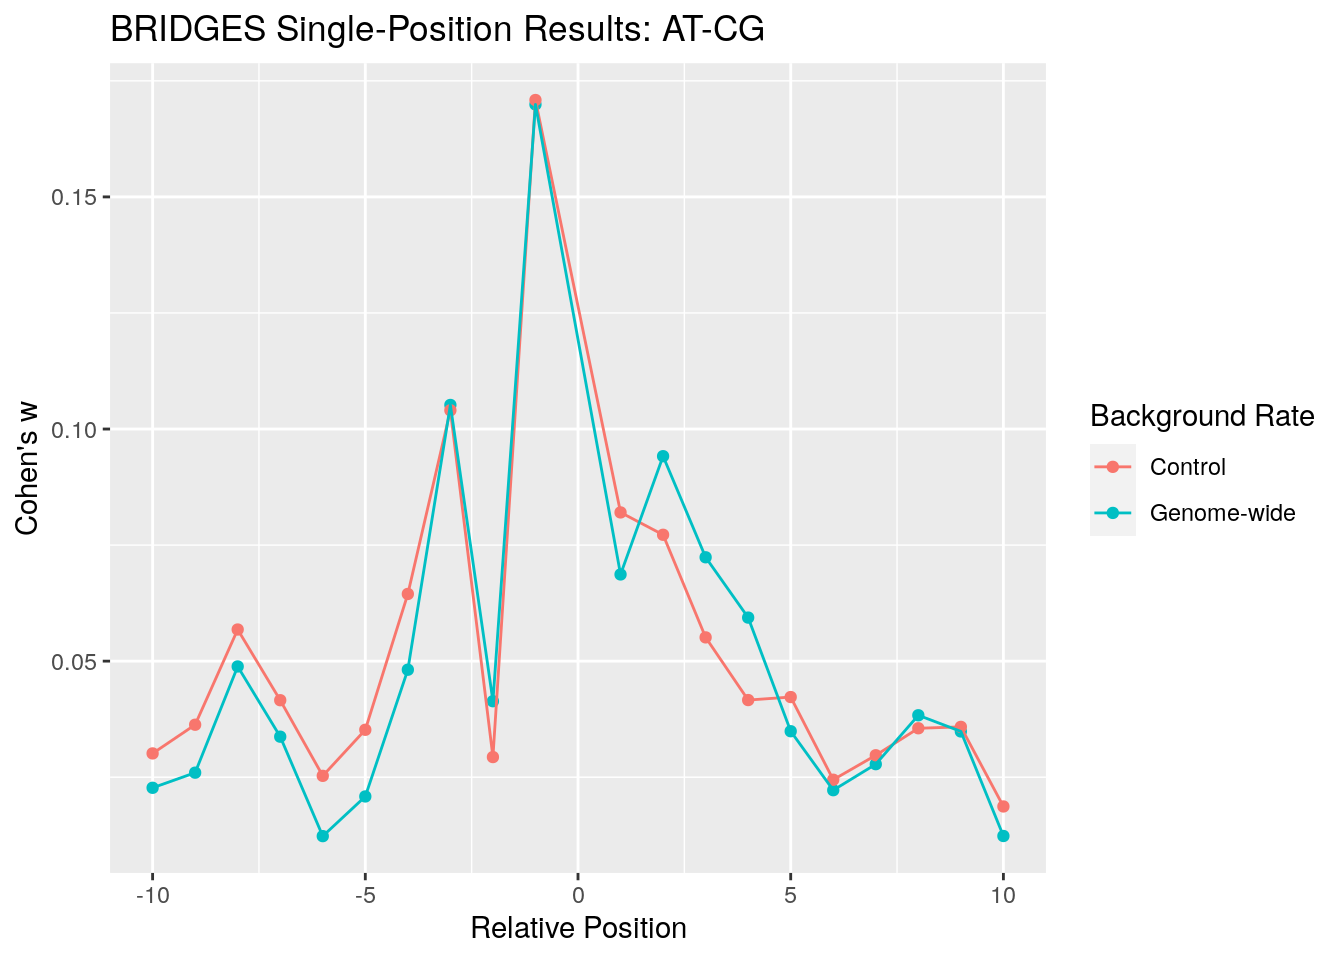 BRIDGES Single-Position Results: AT-CG
0.15
0.10
0.05
Cohen's w
-10
-5
0
5
10
Relative Position
Background Rate
Control
Genome-wide